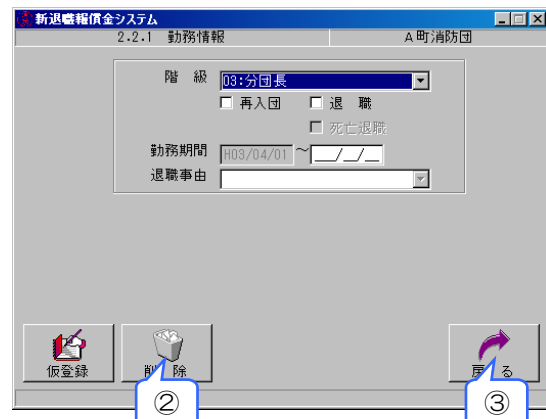 新退職報償金システム
2.2.1 勤務情報 A町消防団
階 級 03:分団長
再入団 退 職
死亡退職
勤務期間 H03/04/01 ～ __/__/__
退職事由
仮登録 削 除 戻 る
② ③